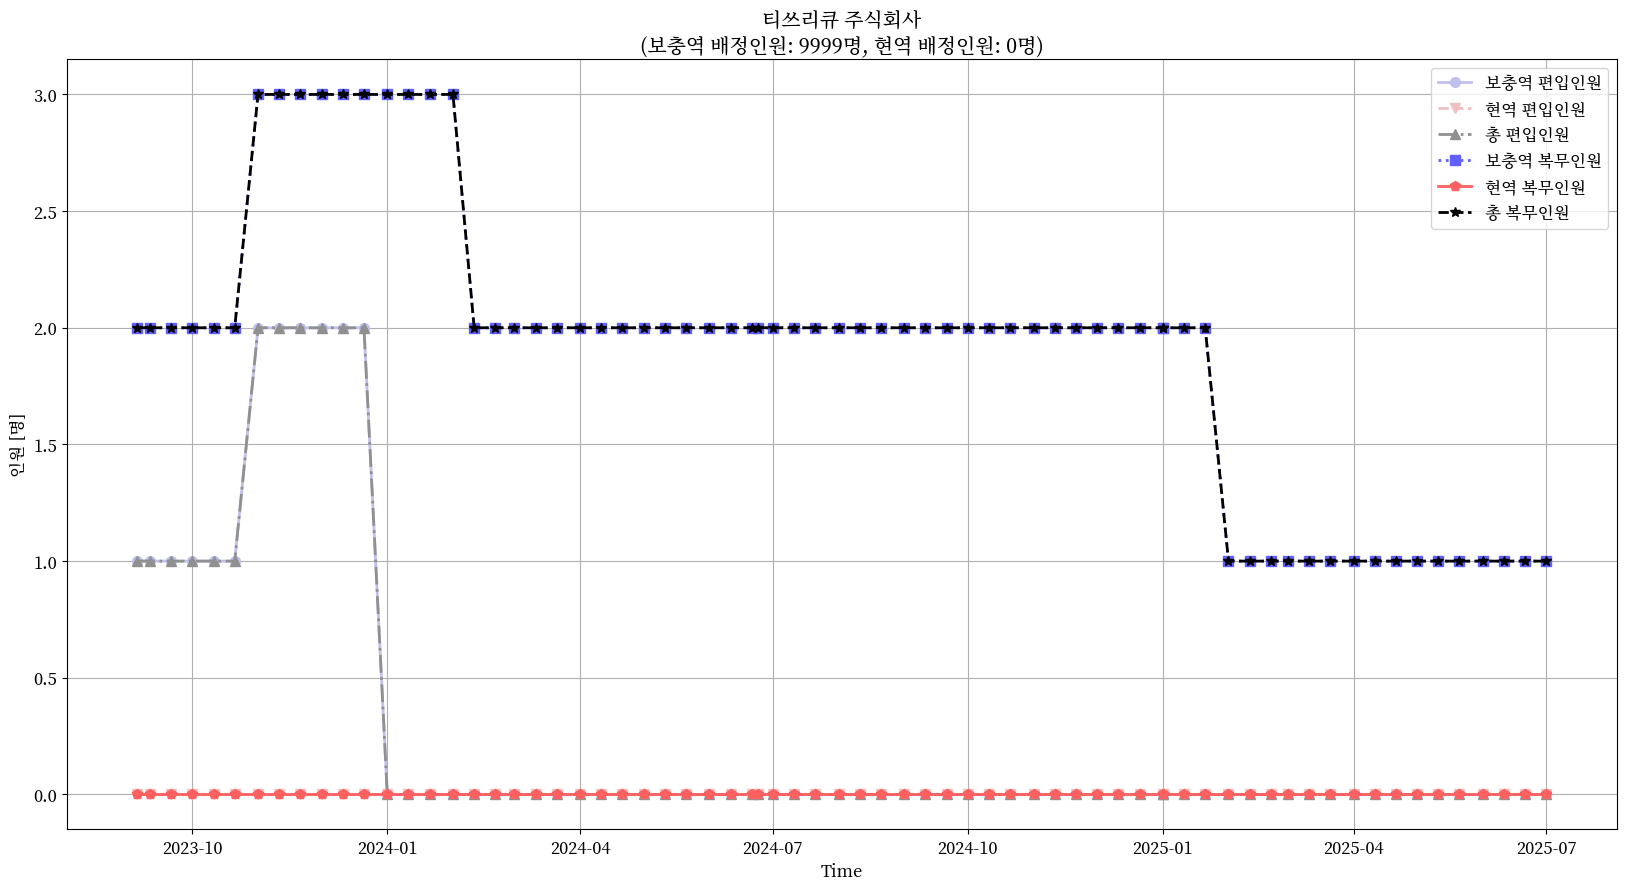 티쓰리큐 주식회사
(보충역 배정인원: 9999명, 현역 배정인원: 0명)
보충역 편입인원
현역 편입인원
총 편입인원
보충역 복무인원
현역 복무인원
총 복무인원
인원 [명]
3.0
2.5
2.0
1.5
1.0
0.5
0.0
2023-10 2024-01 2024-04 2024-07 2024-10 2025-01 2025-04 2025-07
Time